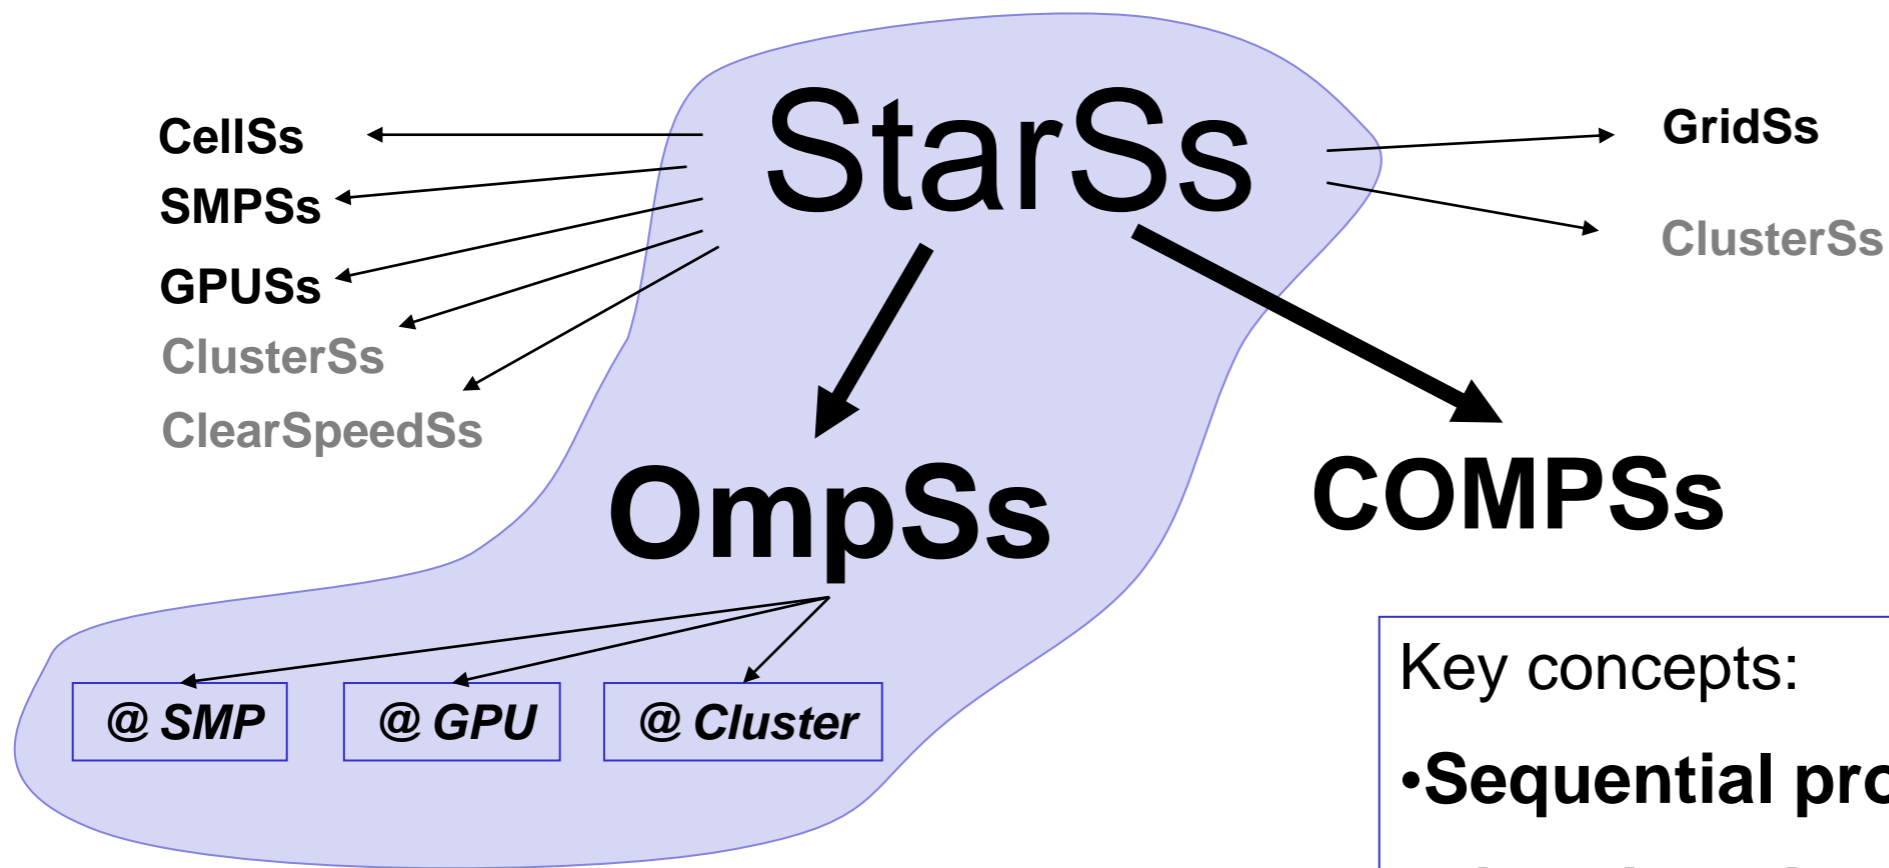 StarSs
CellSs
SMPSs
GPUSs
ClusterSs
ClearSpeedSs
GridSs
ClusterSs
OmpSs
COMPSs
@ SMP
@ GPU
@ Cluster
Key concepts:
•Sequential pro